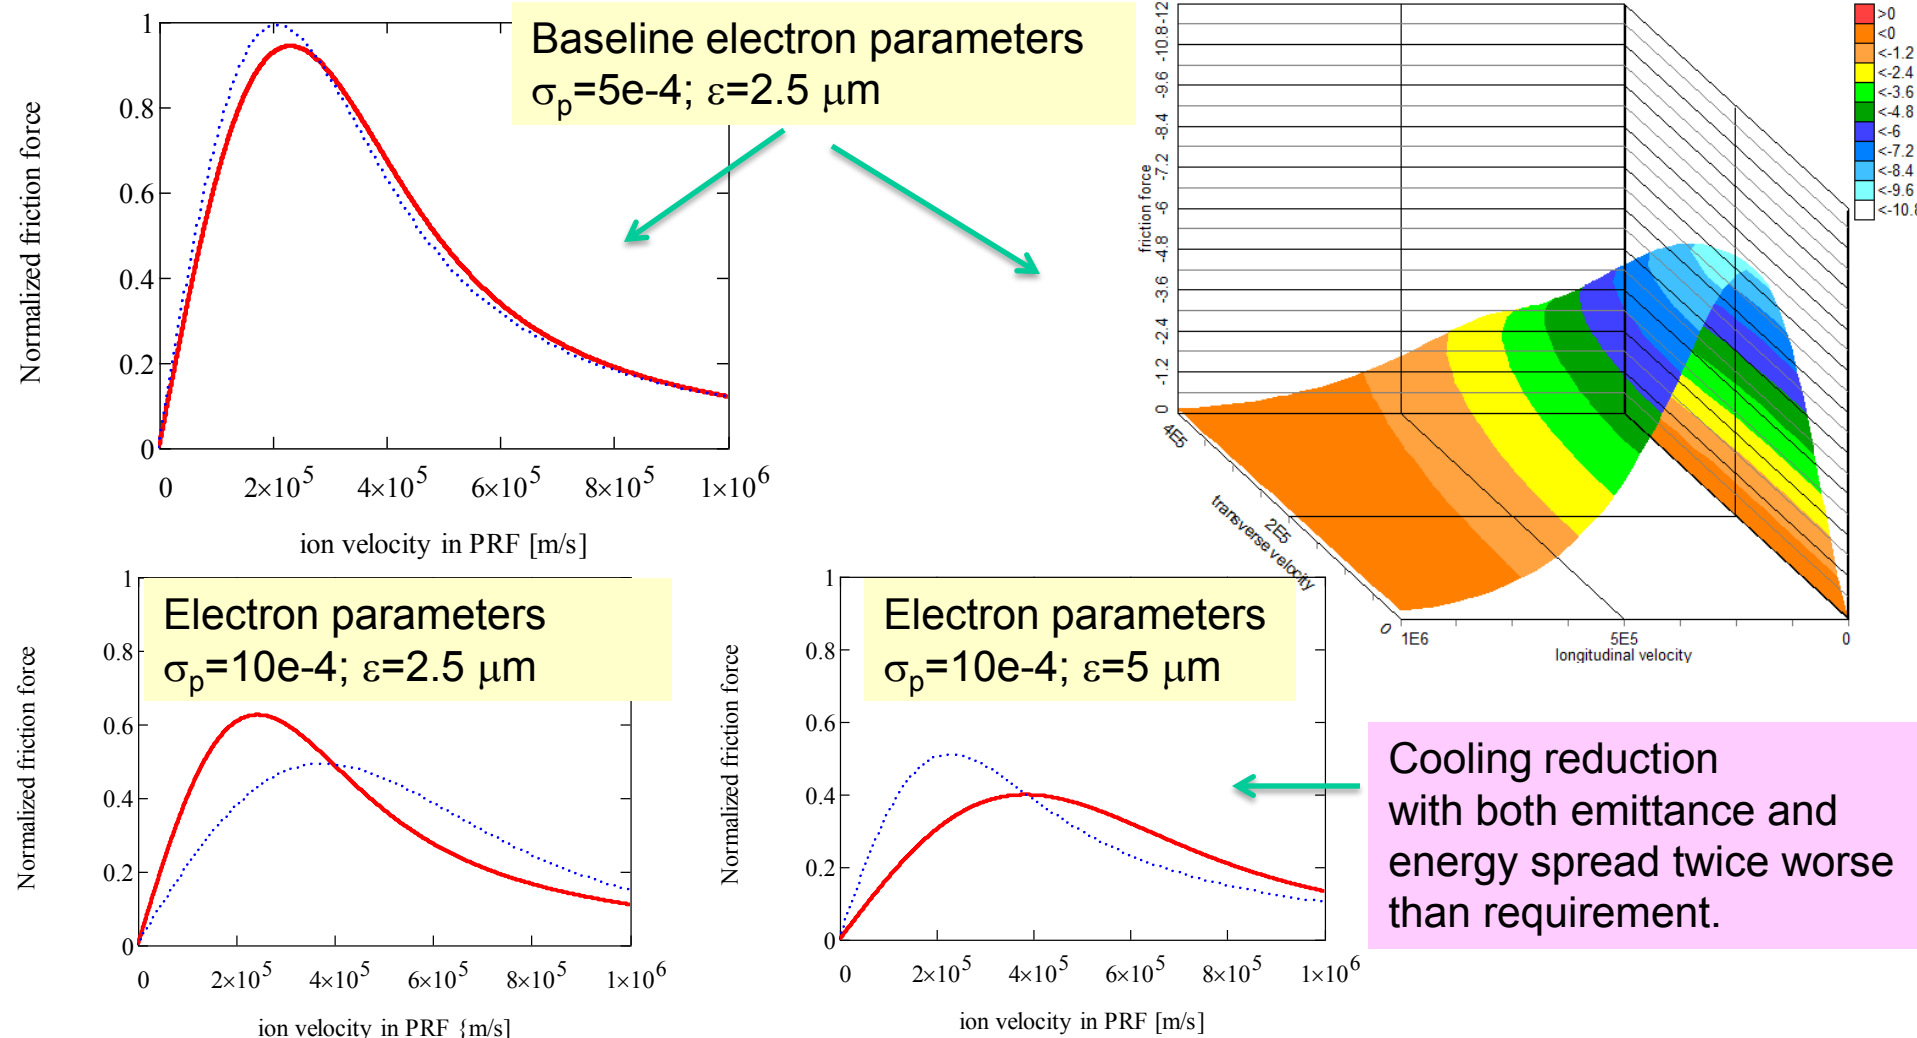 Baseline electron parameters
σp=5e-4; ε=2.5 μm
Normalized friction force
1
0.8
0.6
0.4
0.2
0
0 2×10^5 4×10^5 6×10^5 8×10^5 1×10^6
ion velocity in PRF [m/s]
friction force
-12
-10.8
-9.6
-8.4
-7.2
-6
-4.8
-3.6
-2.4
-1.2
0
4E5
2E5
0
transverse velocity
1E6 5E5 0
longitudinal velocity
>0
<0
<-1.2
<-2.4
<-3.6
<-4.8
<-6
<-7.2
<-8.4
<-9.6
<-10.8
Electron parameters
σp=10e-4; ε=2.5 μm
Normalized friction force
1
0.8
0.6
0.4
0.2
0
0 2×10^5 4×10^5 6×10^5 8×10^5 1×10^6
ion velocity in PRF {m/s]
Electron parameters
σp=10e-4; ε=5 μm
Normalized friction force
1
0.8
0.6
0.4
0.2
0
0 2×10^5 4×10^5 6×10^5 8×10^5 1×10^6
ion velocity in PRF [m/s]
Cooling reduction
with both emittance and
energy spread twice worse
than requirement.